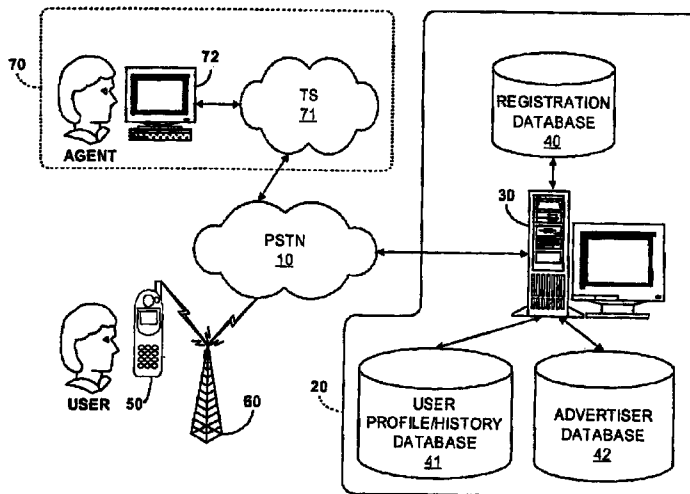 70
72
AGENT
TS
71
REGISTRATION
DATABASE
40
30
PSTN
10
USER
50
60
20
USER
PROFILE/HISTORY
DATABASE
41
ADVERTISER
DATABASE
42